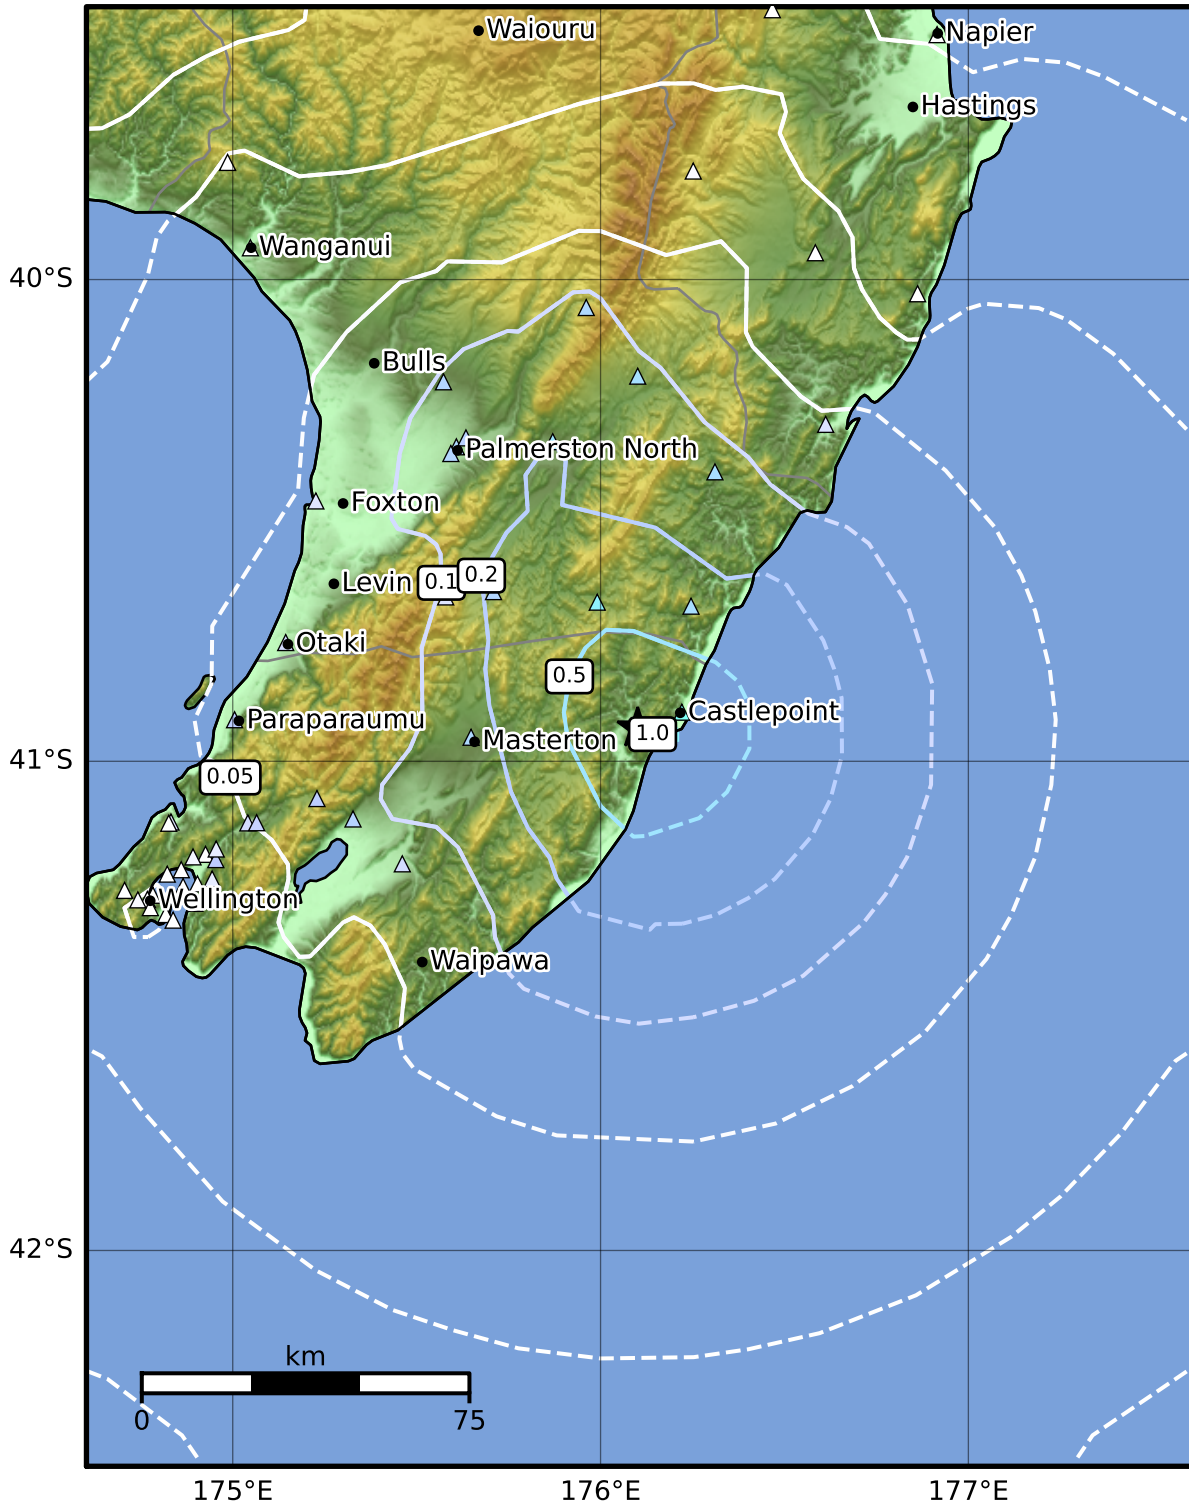 Waiouru
Napier
Hastings
Wanganui
40°S
Bulls
Palmerston North
Foxton
Levin
0.1
0.2
Otaki
0.5
Castlepoint
Paraparaumu
1.0
Masterton
41°S
0.05
Wellington
Waipawa
42°S
km
0
75
175°E
176°E
177°E